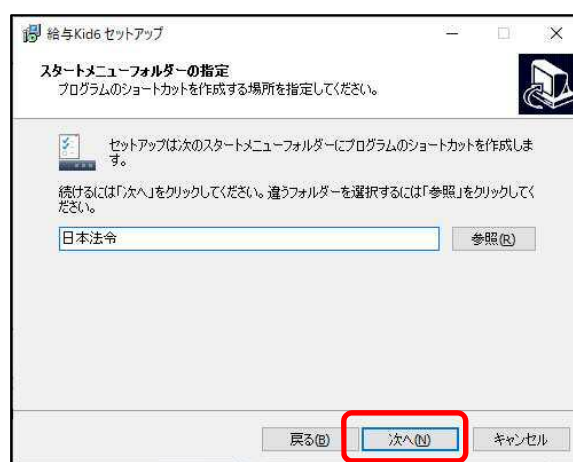 給与Kid6 セットアップ
スタートメニューフォルダーの指定
プログラムのショートカットを作成する場所を指定してください。
セットアップは次のスタートメニューフォルダーにプログラムのショートカットを作成しま
す。
続けるには「次へ」をクリックしてください。違うフォルダーを選択するには「参照」をクリックしてく
ださい。
日本法令
参照(R)
戻る(B)
次へ(N)
キャンセル